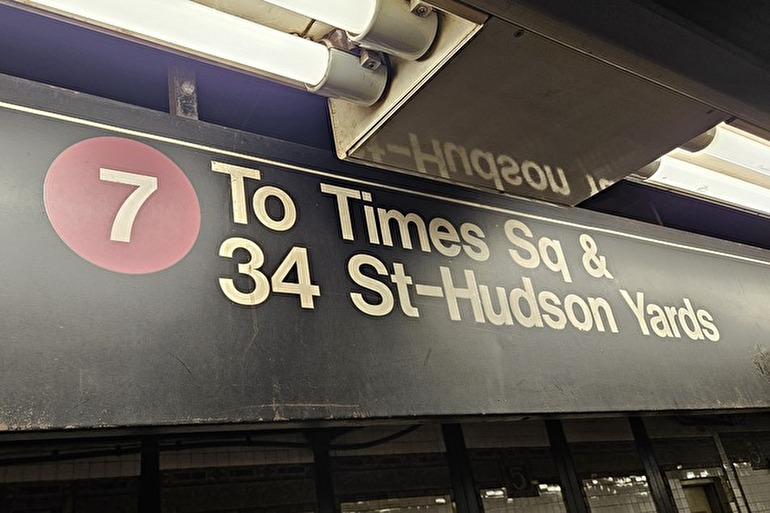 7
To Times Sq &
34 St-Hudson Yards